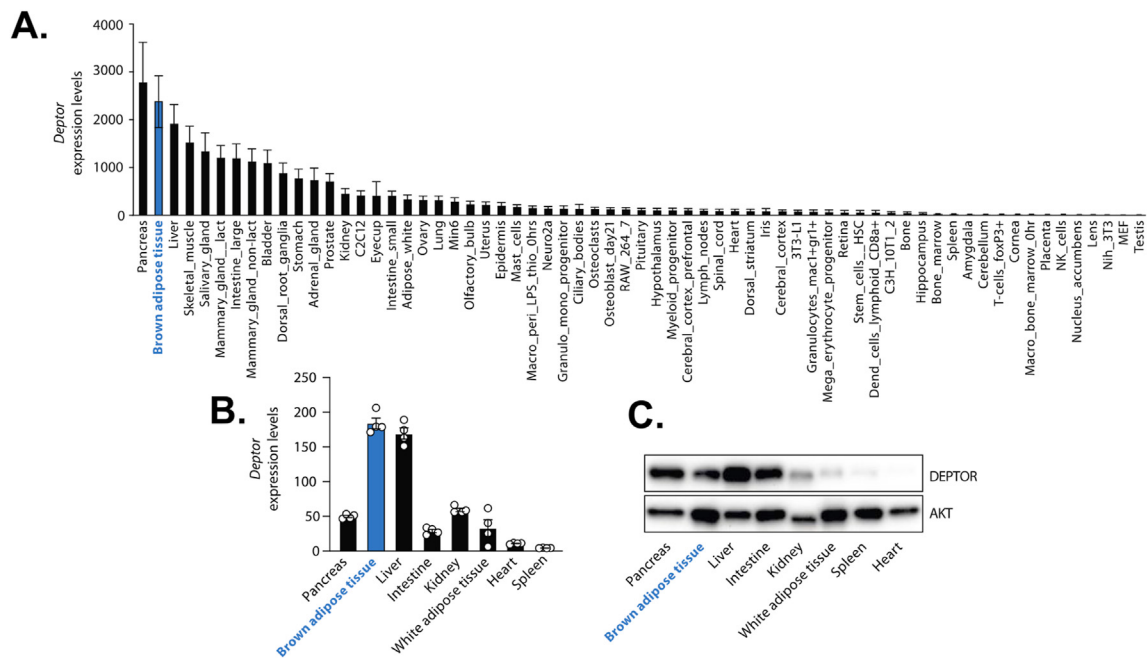 A.
Deptor
expression levels
4000
3000
2000
1000
0
Pancreas
Brown adipose tissue
Liver
Skeletal_muscle
Salivary_gland
Mammary_gland__lact
Intestine_large
Mammary_gland_non-lact
Bladder
Dorsal_root_ganglia
Stomach
Adrenal_gland
Prostate
Kidney
C2C12
Eyecup
Intestine_small
Adipose_white
Ovary
Lung
Min6
Olfactory_bulb
Uterus
Epidermis
Mast_cells
Macro_peri_LPS_thio_0hrs
Neuro2a
Granulo_mono_progenitor
Ciliary_bodies
Osteoclasts
Osteoblast_day21
RAW_264_7
Pituitary
Hypothalamus
Myeloid_progenitor
Cerebral_cortex_prefrontal
Lymph_nodes
Spinal_cord
Heart
Dorsal_striatum
Iris
Cerebral_cortex
3T3-L1
Granulocytes_mac1+gr1+
Mega_erythrocyte_progenitor
Retina
Stem_cells__HSC
Dend_cells_lymphoid_CD8a+
C3H_10T1_2
Bone
Hippocampus
Bone_marrow
Spleen
Amygdala
Cerebellum
T-cells_foxP3+
Cornea
Macro_bone_marrow_0hr
Placenta
NK_cells
Nucleus_accumbens
Lens
Nih_3T3
MEF
Testis
B.
Deptor
expression levels
250
200
150
100
50
0
Pancreas
Brown adipose tissue
Liver
Intestine
Kidney
White adipose tissue
Heart
Spleen
C.
DEPTOR
AKT
Pancreas
Brown adipose tissue
Liver
Intestine
Kidney
White adipose tissue
Spleen
Heart